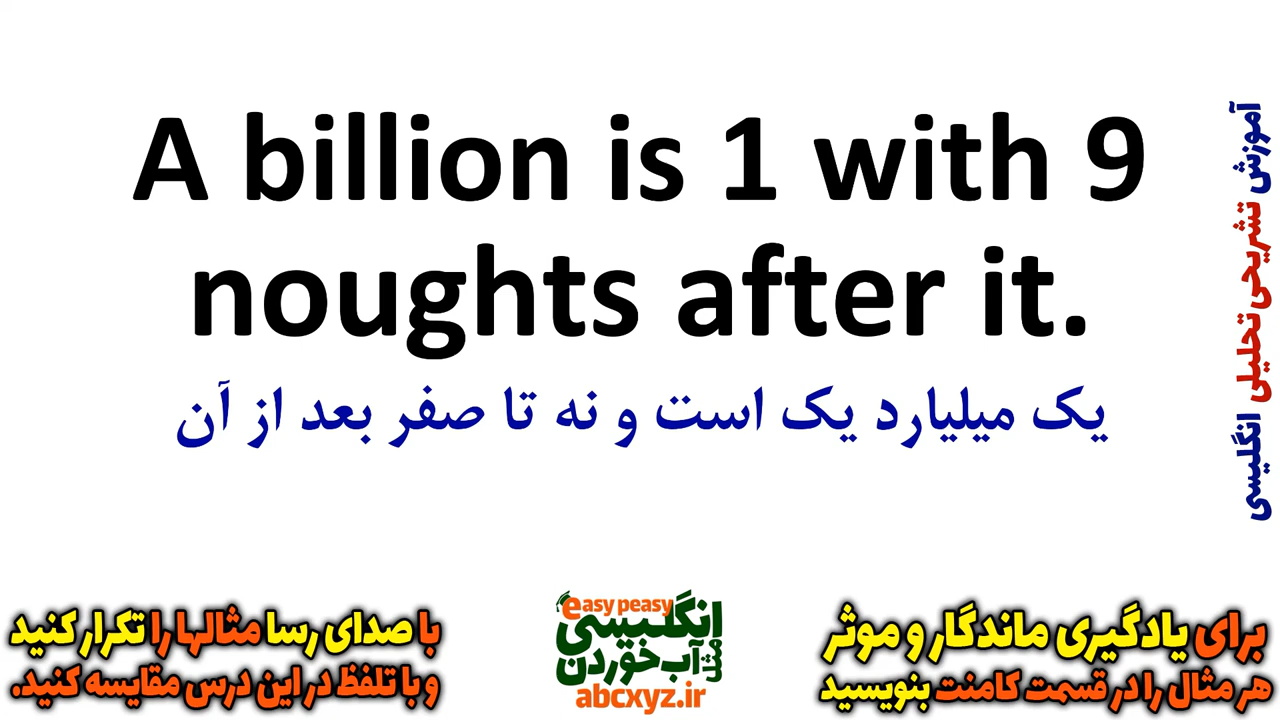 A billion is 1 with 9
noughts after it.
یک میلیارد یک است و نه تا صفر بعد از آن
آموزش تشریحی تحلیلی انگلیسی
برای یادگیری ماندگار و موثر
هر مثال را در قسمت کامنت بنویسید
easy peasy
انگلیسی
مثل آب خوردن
abcxyz.ir
با صدای رسا مثالها را تکرار کنید
و با تلفظ در این درس مقایسه کنید.